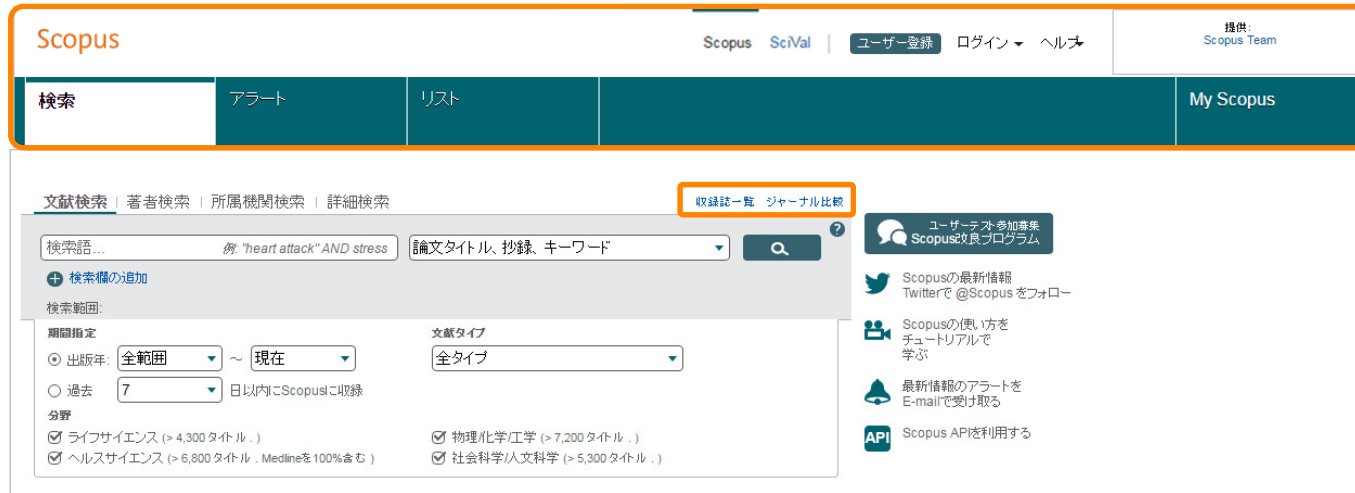 Scopus
Scopus SciVal | ユーザー登録 ログイン ヘルプ
提供:
Scopus Team
検索 アラート リスト My Scopus
文献検索 | 著者検索 | 所属機関検索 | 詳細検索
収録誌一覧 ジャーナル比較
検索語... 例: "heart attack" AND stress 論文タイトル、抄録、キーワード
?
検索欄の追加
検索範囲:
期間指定 文献タイプ
出版年: 全範囲 ~ 現在 全タイプ
過去 7 日以内にScopusに収録
分野
ライフサイエンス (> 4,300 タイトル . ) 物理/化学/工学 (> 7,200 タイトル . )
ヘルスサイエンス (> 6,800 タイトル . Medlineを100%含む ) 社会科学/人文科学 (> 5,300 タイトル . )
ユーザーテスト参加募集
Scopus改良プログラム
Scopusの最新情報
Twitterで @Scopus をフォロー
Scopusの使い方を
チュートリアルで
学ぶ
最新情報のアラートを
E-mailで受け取る
API Scopus APIを利用する